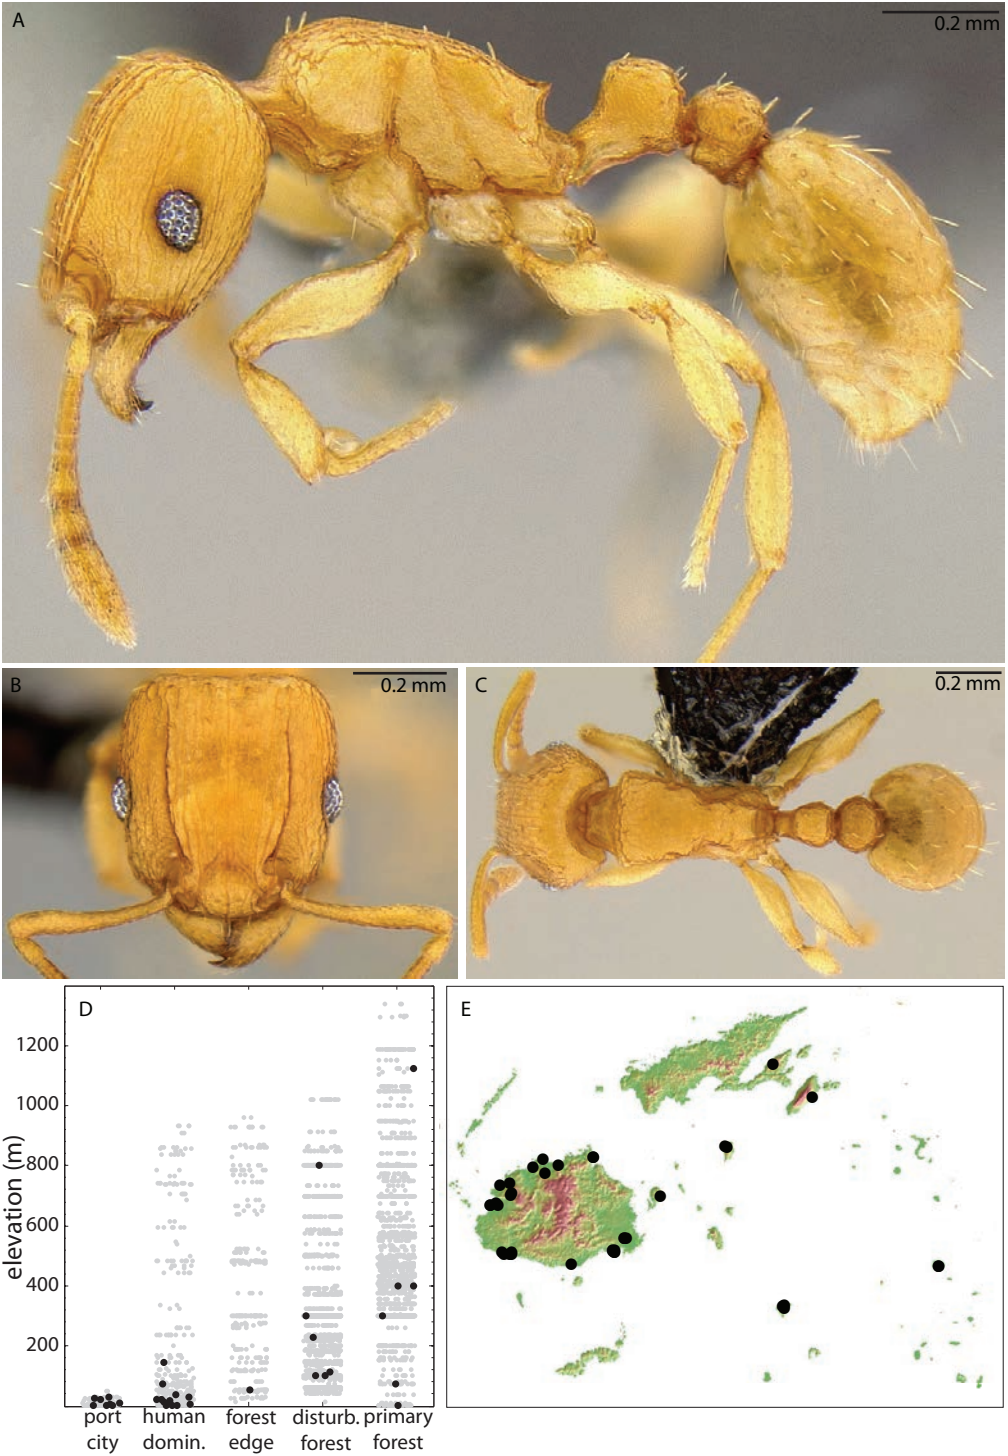 A
0.2 mm
B
0.2 mm
C
0.2 mm
D
E
elevation (m)
1200
1000
800
600
400
200
port city
human domin.
forest edge
disturb. forest
primary forest